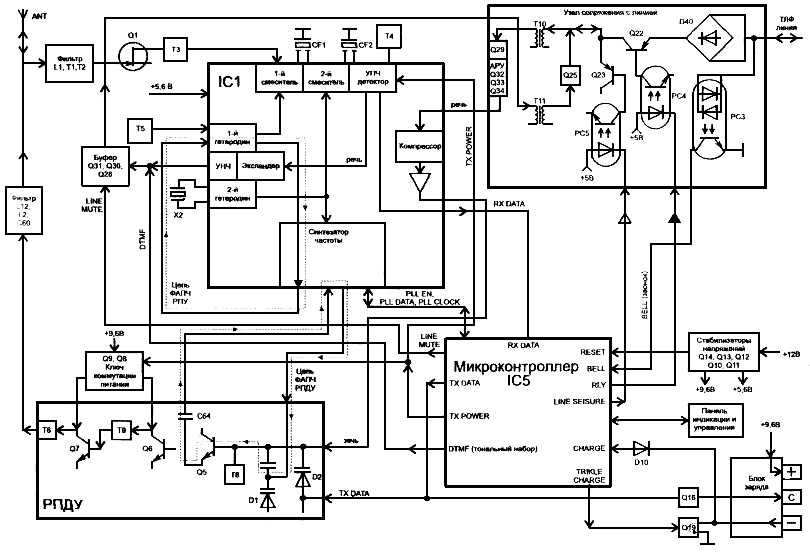 ANT
Фильтр
L1, T1,T2
Q1
T3
CF1
CF2
T4
T10
Узел сопряжения с линией
Q22
D40
ТЛФ
линия
IC1
1-й
смеситель
2-й
смеситель
УПЧ
детектор
+5,6 В
Q29
АРУ
Q32
Q33
Q34
Q25
Q23
T11
PC4
PC3
PC5
+5В
+5В
речь
TX POWER
T5
1-й
гетеродин
Компрессор
Буфер
Q31, Q30,
Q28
УНЧ
Экспандер
речь
2-й
гетеродин
X2
Фильтр
L12,
L2,
C60
LINE
MUTE
DTMF
Синтезатор
частоты
RX DATA
Цепь
ФАПЧ
РПУ
PLL EN,
PLL DATA, PLL CLOCK
BELL (звонок)
+9,6В
Q9, Q8
Ключ
коммутации
питания
LINE
MUTE
RX DATA
Микроконтроллер
IC5
RESET
BELL
RLY
LINE SEISURE
TX DATA
TX POWER
DTMF (тональный набор)
CHARGE
TRIKLE
CHARGE
Стабилизаторы
напряжений
Q14, Q13, Q12
Q10, Q11
+12В
+9,6В
+5,6В
Цепь
ФАПЧ
РПДУ
Панель
индикации и
управления
C64
T6
Q7
T9
Q6
Q5
T8
D1
D2
речь
TX DATA
РПДУ
D10
+9,6В
Блок
заряда
+
C
−
Q16
Q19